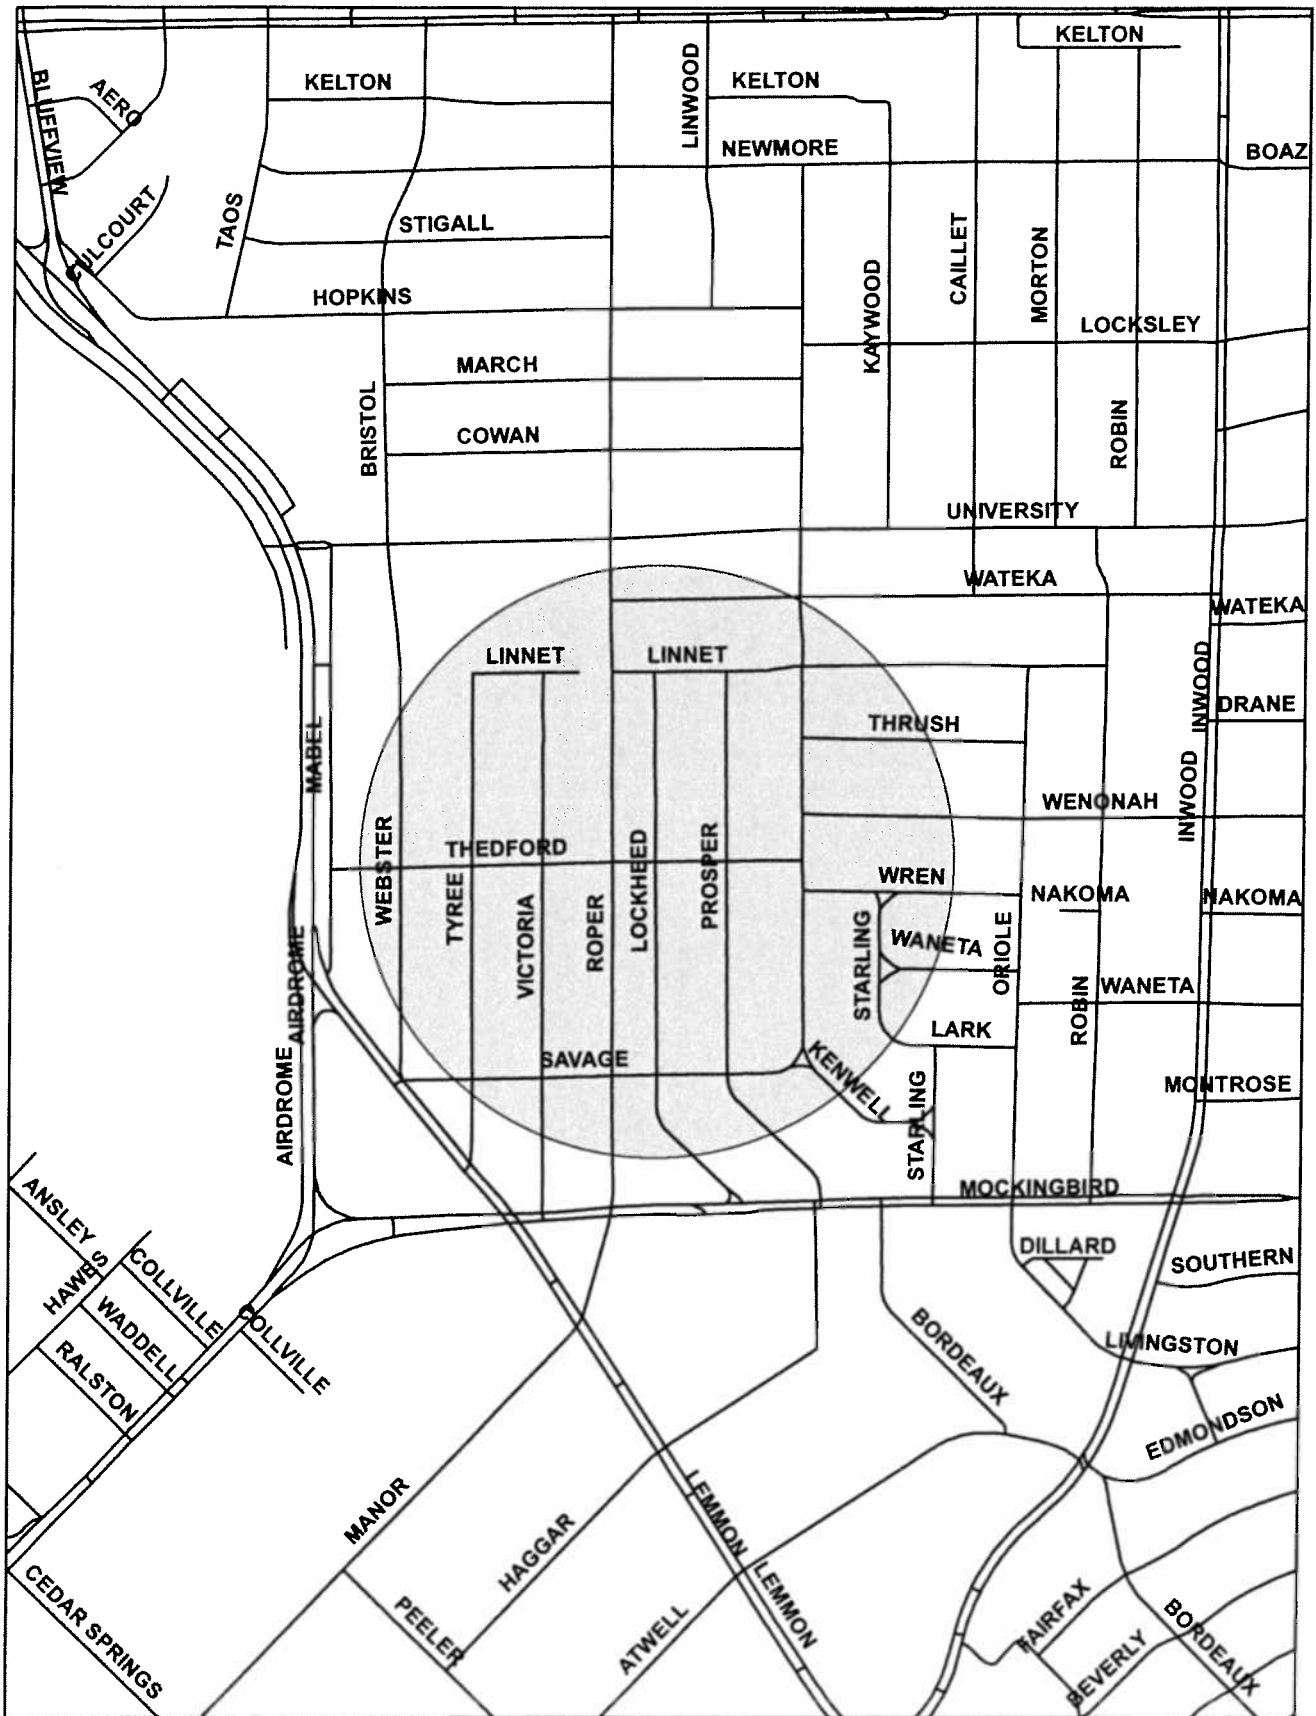 KELTON
BLUFFVIEW
AERO
KELTON
LINWOOD
KELTON
NEWMORE
BOAZ
CULCOURT
TAOS
STIGALL
CAILLET
MORTON
HOPKINS
KAYWOOD
LOCKSLEY
MARCH
BRISTOL
COWAN
ROBIN
UNIVERSITY
WATEKA
WATEKA
LINNET
LINNET
INWOOD
DRANE
THRUSH
MABEL
WENONAH
INWOOD
WEBSTER
THEDFORD
TYREE
VICTORIA
ROPER
LOCKHEED
PROSPER
WREN
NAKOMA
NAKOMA
STARLING
WANETA
ORIOLE
AIRDROME
WANETA
ROBIN
LARK
SAVAGE
KENWELL
AIRDROME
STARLING
MONTROSE
MOCKINGBIRD
ANSLEY
HAWES
COLLVILLE
DILLARD
SOUTHERN
WADDELL
COLLVILLE
BORDEAUX
LIVINGSTON
RALSTON
EDMONDSON
MANOR
LEMMON
HAGGAR
LEMMON
CEDAR SPRINGS
PEELER
ATWELL
FAIRFAX
BEVERLY
BORDEAUX